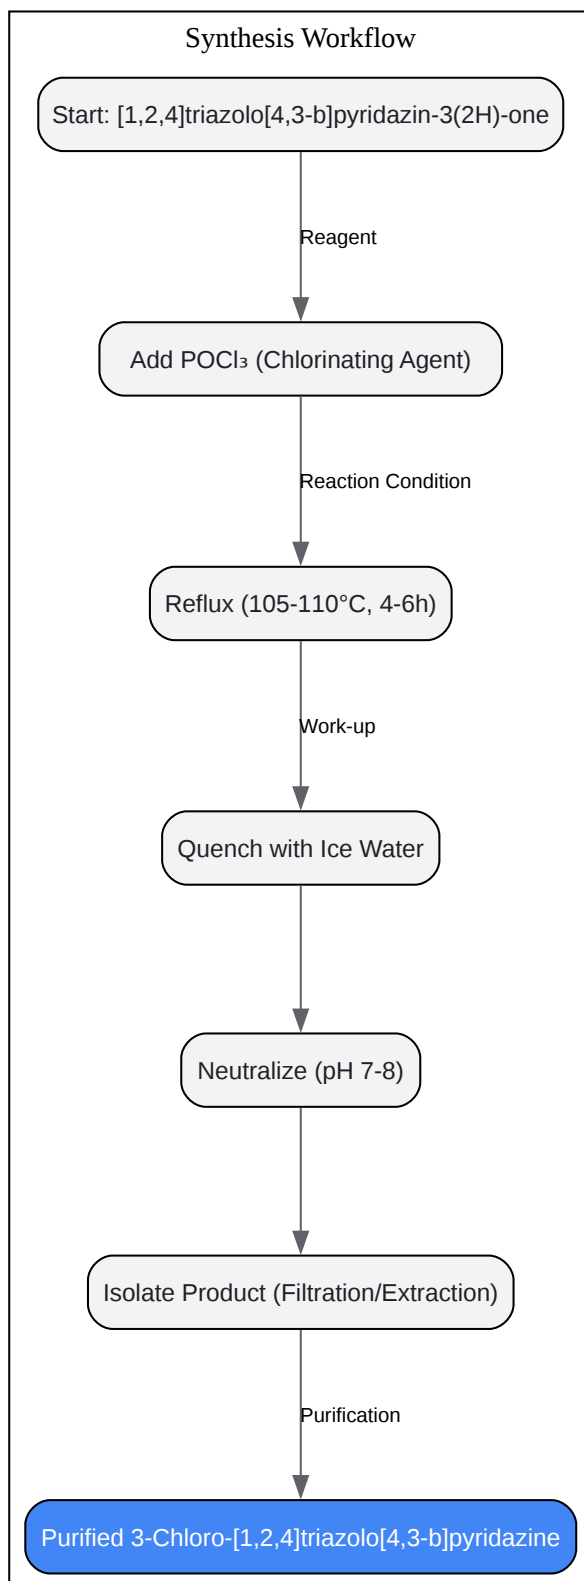 Synthesis Workflow
Start: [1,2,4]triazolo[4,3-b]pyridazin-3(2H)-one
Reagent
Add POCl₃ (Chlorinating Agent)
Reaction Condition
Reflux (105-110°C, 4-6h)
Work-up
Quench with Ice Water
Neutralize (pH 7-8)
Isolate Product (Filtration/Extraction)
Purification
Purified 3-Chloro-[1,2,4]triazolo[4,3-b]pyridazine